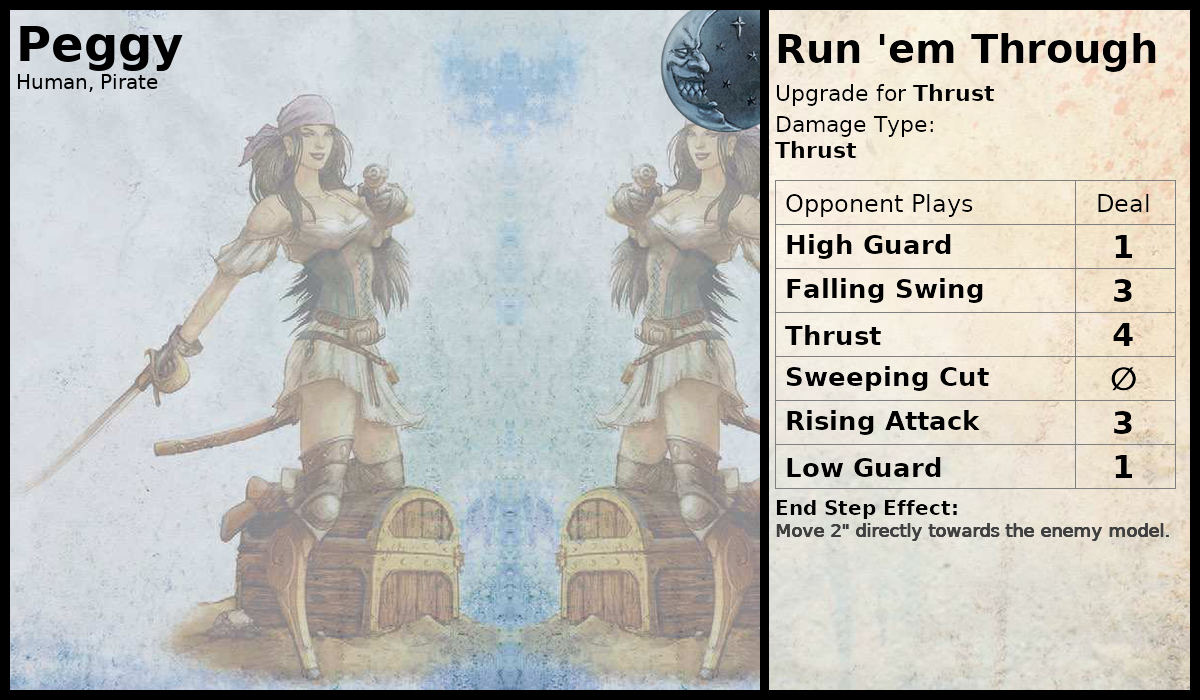 Peggy
Human, Pirate
Run 'em Through
Upgrade for Thrust
Damage Type:
Thrust
Opponent Plays Deal
High Guard 1
Falling Swing 3
Thrust 4
Sweeping Cut ∅
Rising Attack 3
Low Guard 1
End Step Effect:
Move 2" directly towards the enemy model.